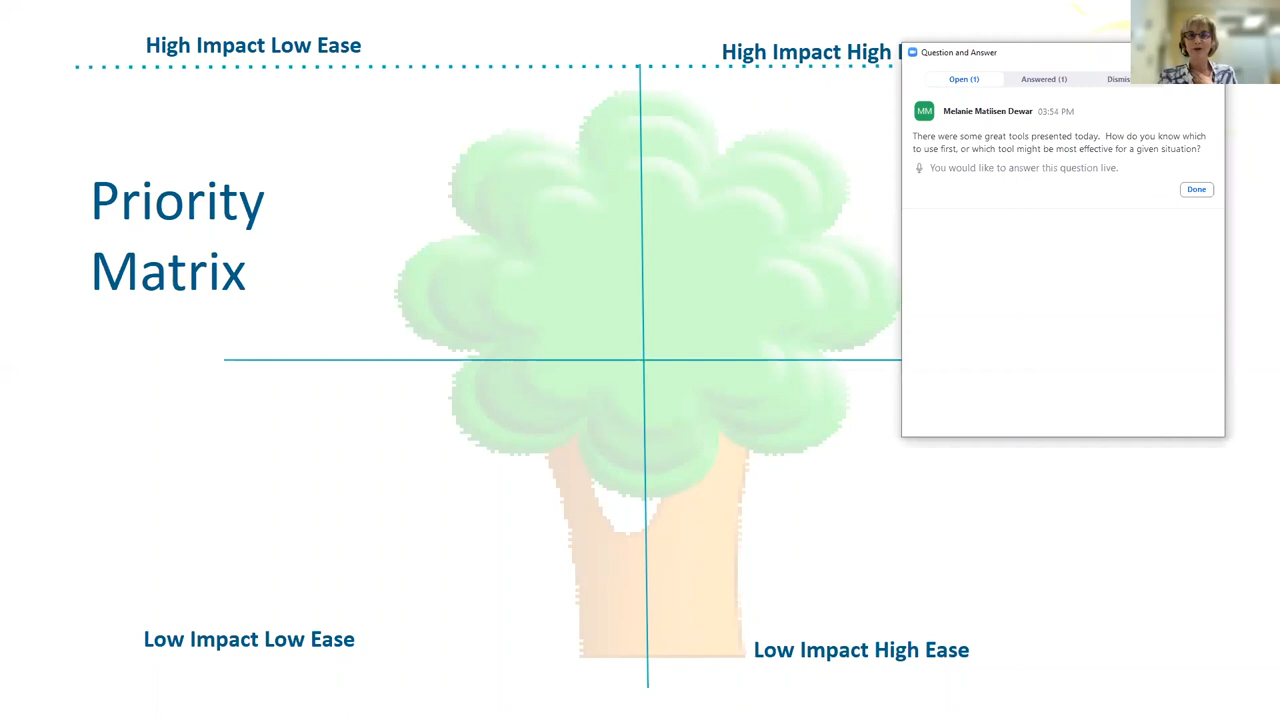 High Impact Low Ease
High Impact High
Question and Answer
Open (1)
Answered (1)
Dismis
MM
Melanie Matiisen Dewar 03:54 PM
There were some great tools presented today. How do you know which
to use first, or which tool might be most effective for a given situation?
You would like to answer this question live.
Done
Priority
Matrix
Low Impact Low Ease
Low Impact High Ease